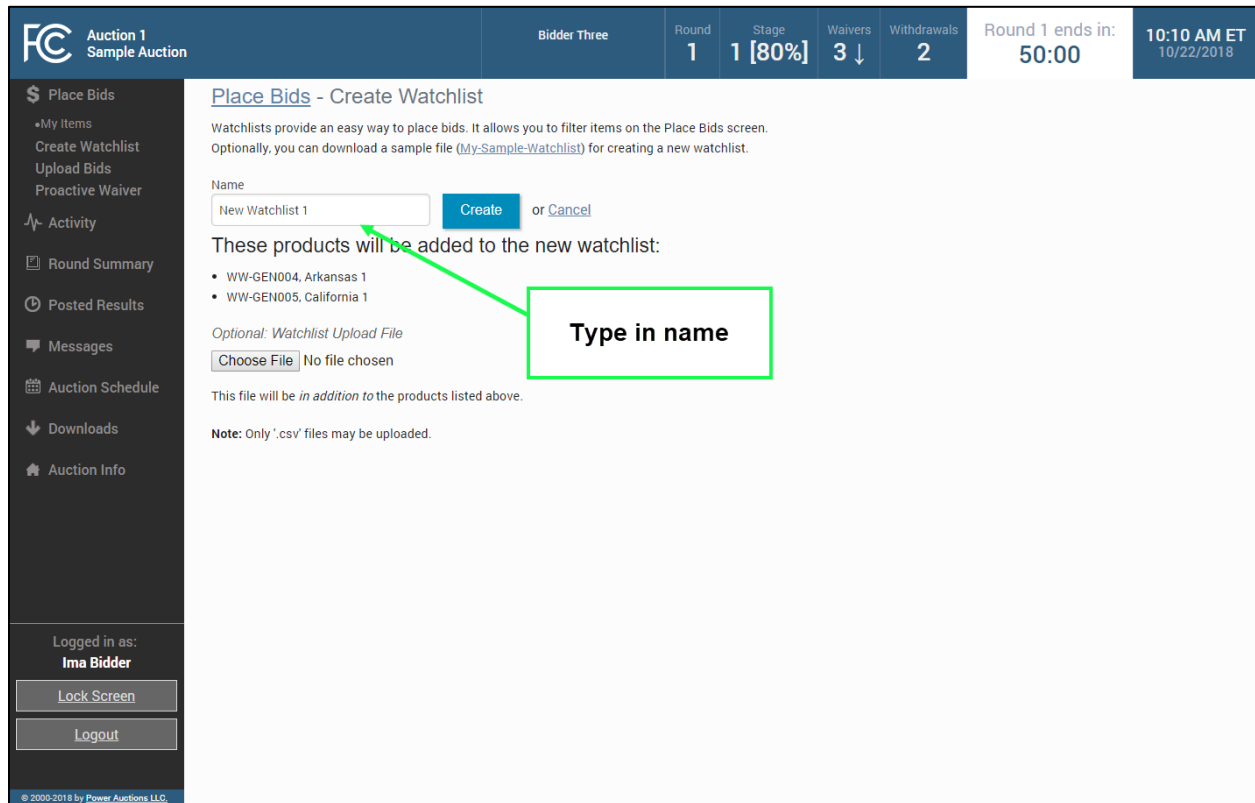 FCC
Auction 1
Sample Auction
Bidder Three
Round
1
Stage
1 [80%]
Waivers
3 ↓
Withdrawals
2
Round 1 ends in:
50:00
10:10 AM ET
10/22/2018
$ Place Bids
•My Items
Create Watchlist
Upload Bids
Proactive Waiver
Activity
Round Summary
Posted Results
Messages
Auction Schedule
Downloads
Auction Info
Logged in as:
Ima Bidder
Lock Screen
Logout
© 2000-2018 by Power Auctions LLC.
Place Bids - Create Watchlist
Watchlists provide an easy way to place bids. It allows you to filter items on the Place Bids screen.
Optionally, you can download a sample file (My-Sample-Watchlist) for creating a new watchlist.
Name
New Watchlist 1 Create or Cancel
These products will be added to the new watchlist:
• WW-GEN004, Arkansas 1
• WW-GEN005, California 1
Optional: Watchlist Upload File
Choose File No file chosen
This file will be in addition to the products listed above.
Note: Only '.csv' files may be uploaded.
Type in name